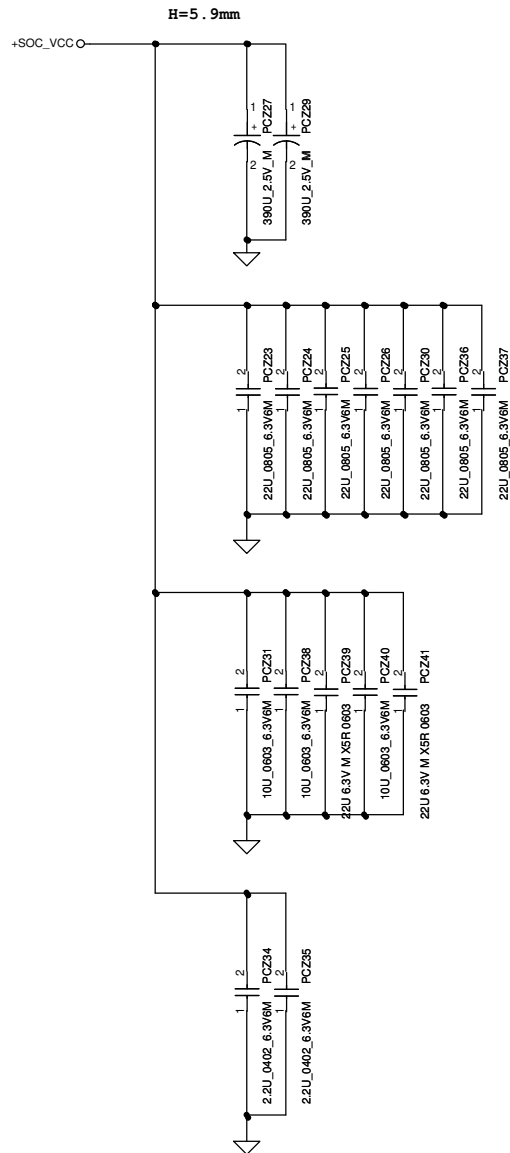 H=5.9mm
+SOC_VCC
1
+
2
PCZ27
390U_2.5V_M
1
+
2
PCZ29
390U_2.5V_M
2
1
PCZ23
22U_0805_6.3V6M
2
1
PCZ24
22U_0805_6.3V6M
2
1
PCZ25
22U_0805_6.3V6M
2
1
PCZ26
22U_0805_6.3V6M
2
1
PCZ30
22U_0805_6.3V6M
2
1
PCZ36
22U_0805_6.3V6M
2
1
PCZ37
22U_0805_6.3V6M
2
1
PCZ31
10U_0603_6.3V6M
2
1
PCZ38
10U_0603_6.3V6M
2
1
PCZ39
22U 6.3V M X5R 0603
2
1
PCZ40
10U_0603_6.3V6M
2
1
PCZ41
22U 6.3V M X5R 0603
2
1
PCZ34
2.2U_0402_6.3V6M
2
1
PCZ35
2.2U_0402_6.3V6M